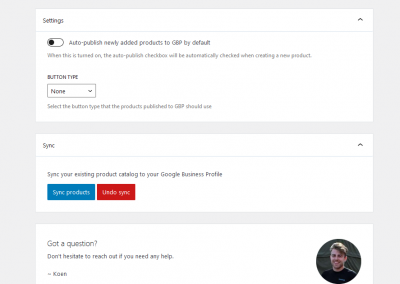 Settings
Auto-publish newly added products to GBP by default
When this is turned on, the auto-publish checkbox will be automatically checked when creating a new product.
BUTTON TYPE
None
Select the button type that the products published to GBP should use
Sync
Sync your existing product catalog to your Google Business Profile
Sync products Undo sync
Got a question?
Don't hesitate to reach out if you need any help.
~ Koen